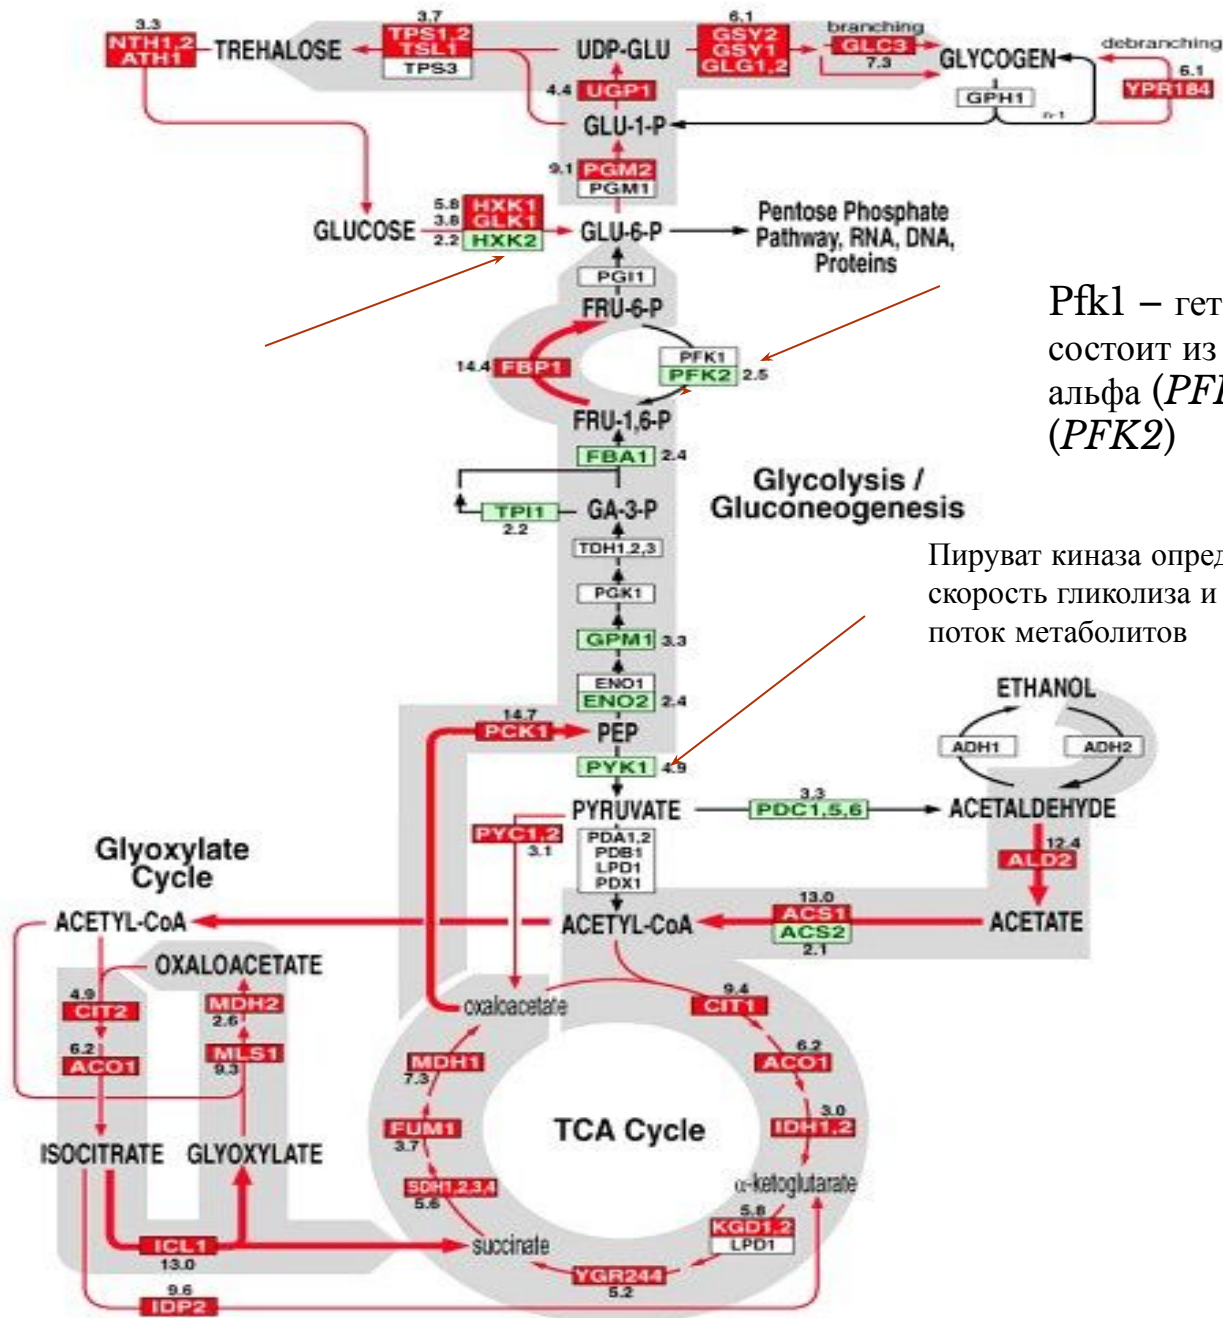 3.3
NTH1,2
ATH1
TREHALOSE
3.7
TPS1,2
TSL1
TPS3
UDP-GLU
6.1
GSY2
GSY1
GLG1,2
branching
GLC3
7.3
GLYCOGEN
debranching
6.1
YPR184
GPH1
n-1
4.4 UGP1
GLU-1-P
9.1 PGM2
PGM1
GLUCOSE
5.8 HXK1
3.8 GLK1
2.2 HXK2
GLU-6-P
Pentose Phosphate
Pathway, RNA, DNA,
Proteins
PGI1
FRU-6-P
14.4 FBP1
PFK1
PFK2 2.5
Pfk1 – гет
состоит из
альфа (
(PFK2)
FRU-1,6-P
FBA1 2.4
Glycolysis /
Gluconeogenesis
TPI1
2.2
GA-3-P
TDH1,2,3
PGK1
Пируват киназа опред
скорость гликолиза и
поток метаболитов
GPM1 3.3
ENO1
ENO2 2.4
14.7
PCK1
PEP
PYK1 4.9
ETHANOL
ADH1
ADH2
PYRUVATE
3.3
PDC1,5,6
ACETALDEHYDE
PYC1,2
3.1
PDA1,2
PDB1
LPD1
PDX1
12.4
ALD2
Glyoxylate
Cycle
ACETYL-CoA
ACETYL-CoA
13.0
ACS1
ACS2
2.1
ACETATE
OXALOACETATE
4.9
CIT2
MDH2
2.6
oxaloacetate
9.4
CIT1
6.2
ACO1
MLS1
9.3
MDH1
7.3
6.2
ACO1
FUM1
3.7
TCA Cycle
3.0
IDH1,2
ISOCITRATE
GLYOXYLATE
SDH1,2,3,4
5.6
α-ketoglutarate
5.8
KGD1,2
LPD1
ICL1
13.0
succinate
YGR244
5.2
9.6
IDP2